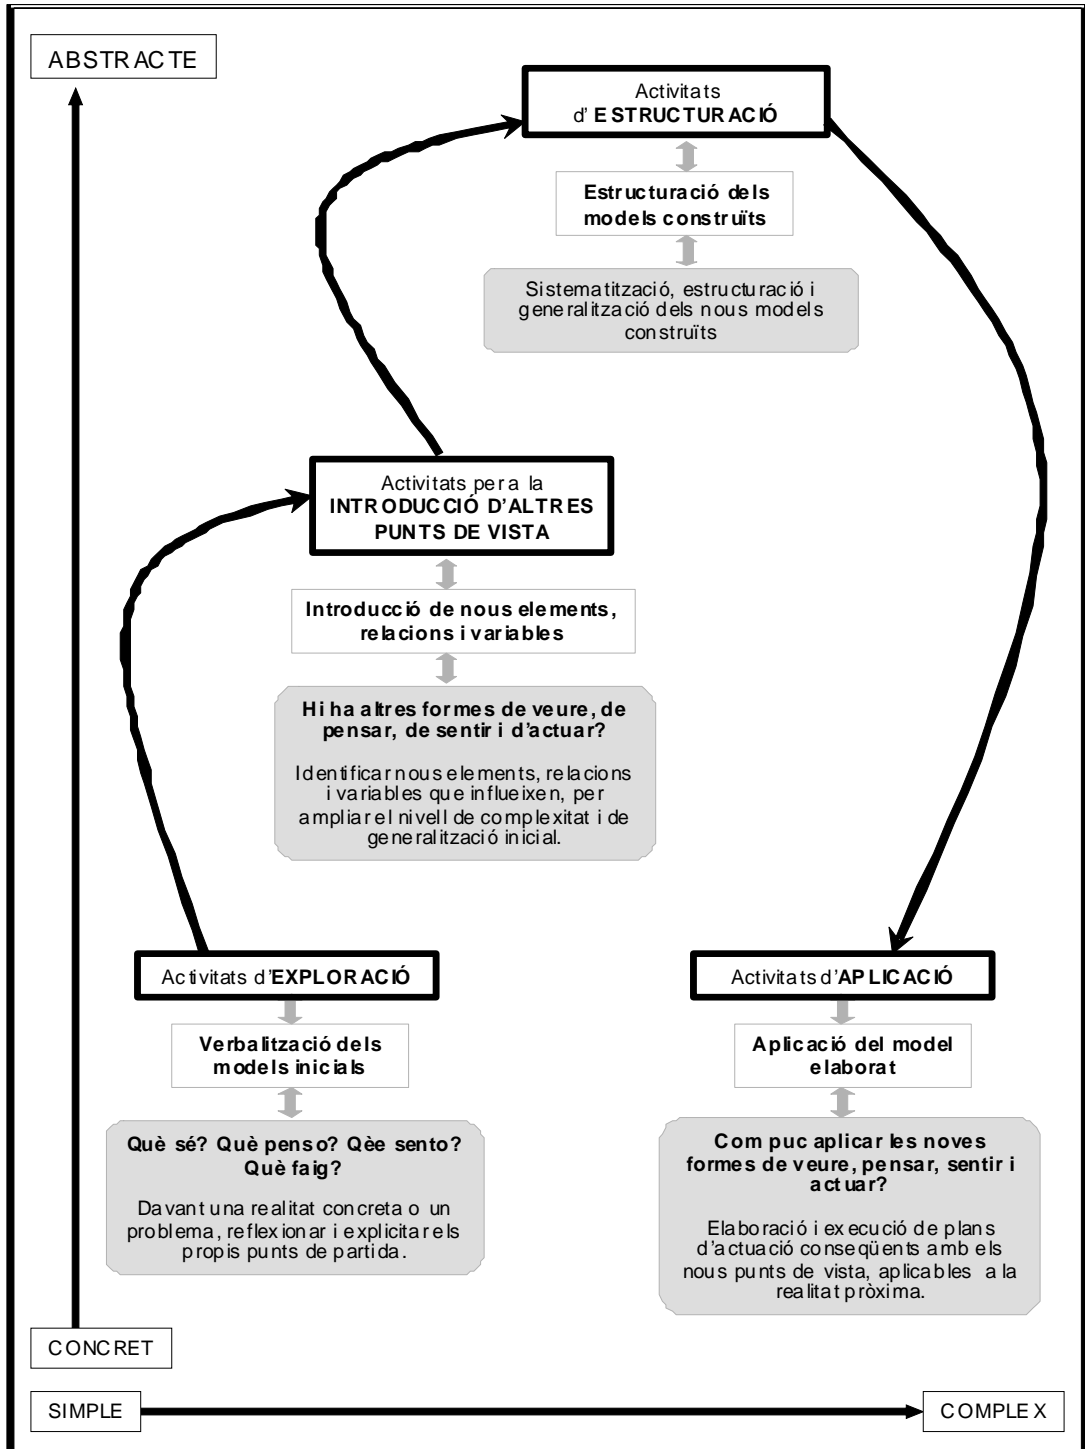 ABSTRACTE
Activitats
d'ESTRUCTURACIÓ
Estructuració dels
models construïts
Sistematització, estructuració i
generalització dels nous models
construïts
Activitats per a la
INTRODUCCIÓ D'ALTRES
PUNTS DE VISTA
Introducció de nous elements,
relacions i variables
Hi ha altres formes de veure, de
pensar, de sentir i d'actuar?
Identificar nous elements, relacions
i variables que influeixen, per
ampliar el nivell de complexitat i de
generalització inicial.
Activitats d'EXPLORACIÓ
Verbalització dels
models inicials
Què sé? Què penso? Qèe sento?
Què faig?
Davant una realitat concreta o un
problema, reflexionar i explicitar els
propis punts de partida.
Activitats d'APLICACIÓ
Aplicació del model
elaborat
Com puc aplicar les noves
formes de veure, pensar, sentir i
actuar?
Elaboració i execució de plans
d'actuació conseqüents amb els
nous punts de vista, aplicables a la
realitat pròxima.
CONCRET
SIMPLE
COMPLEX